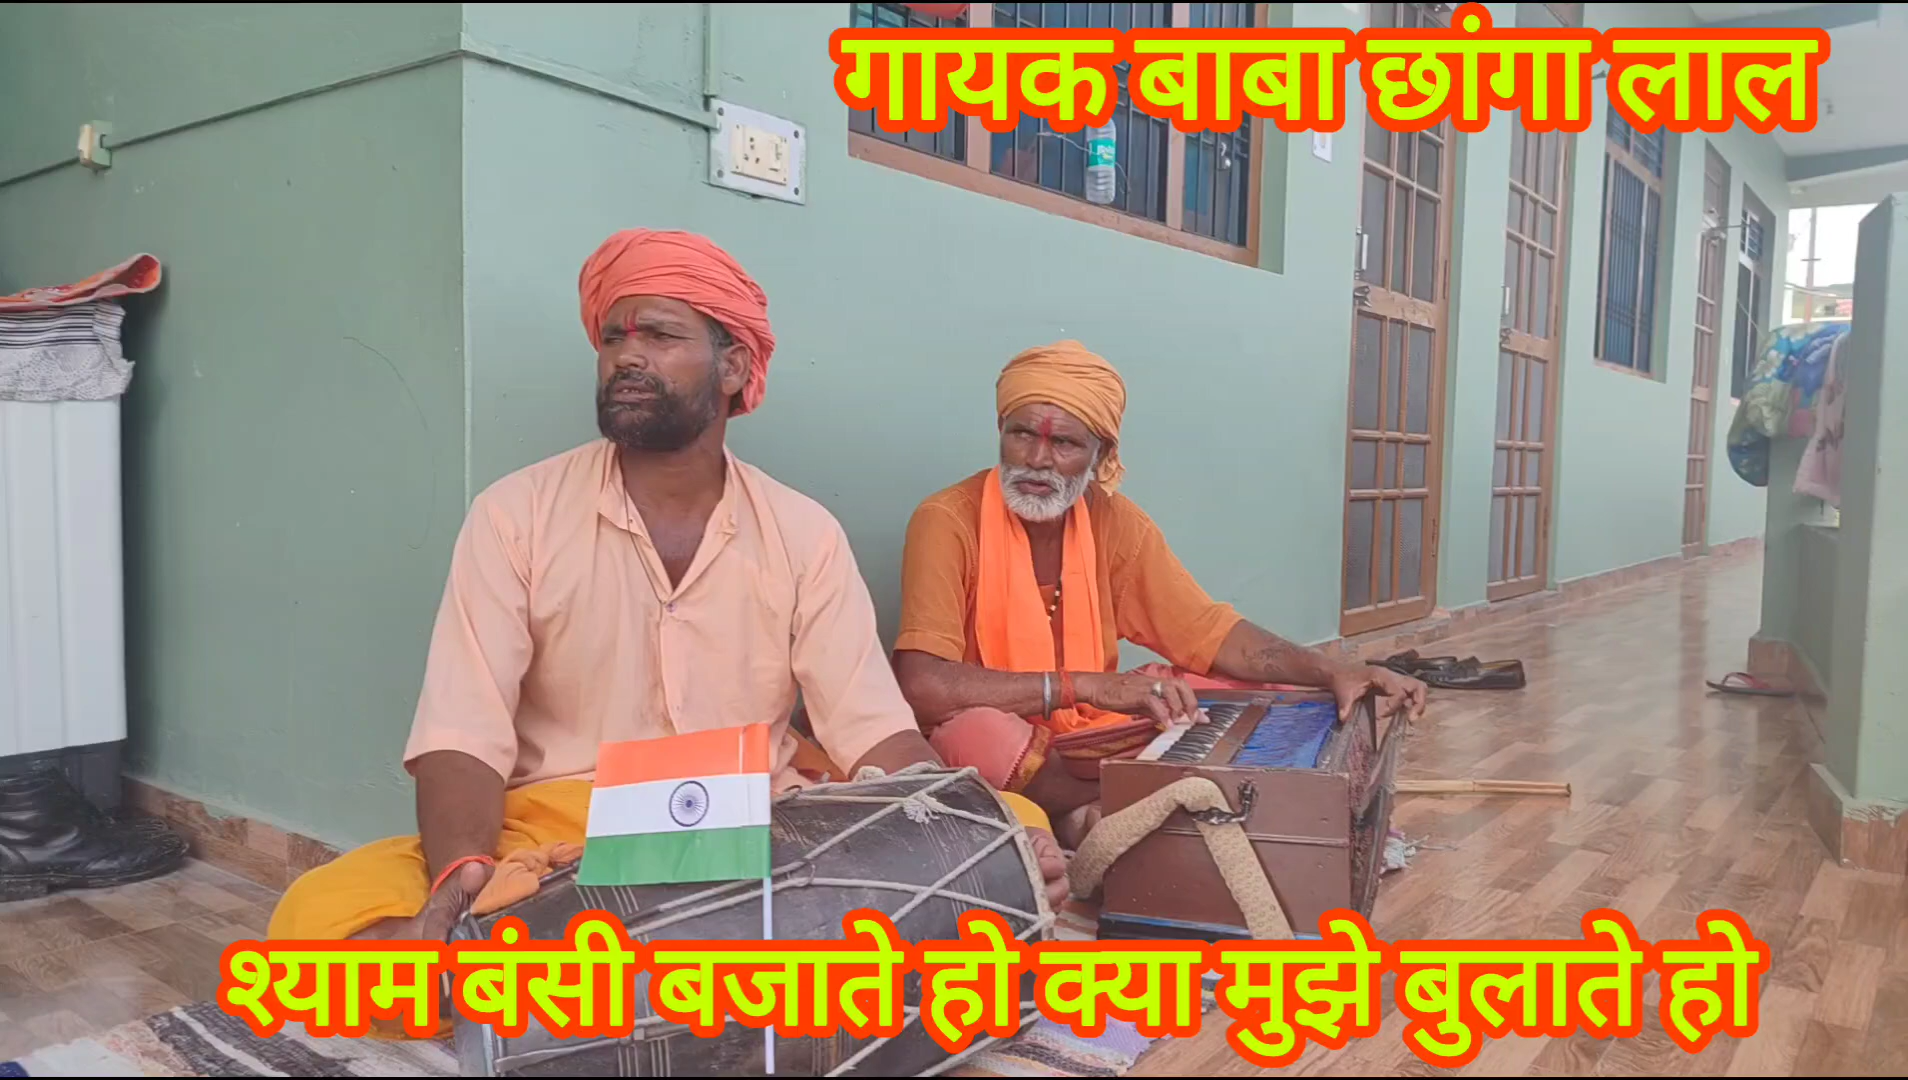 गायक बाबा छांगा लाल
श्याम बंसी बजाते हो क्या मुझे बुलाते हो